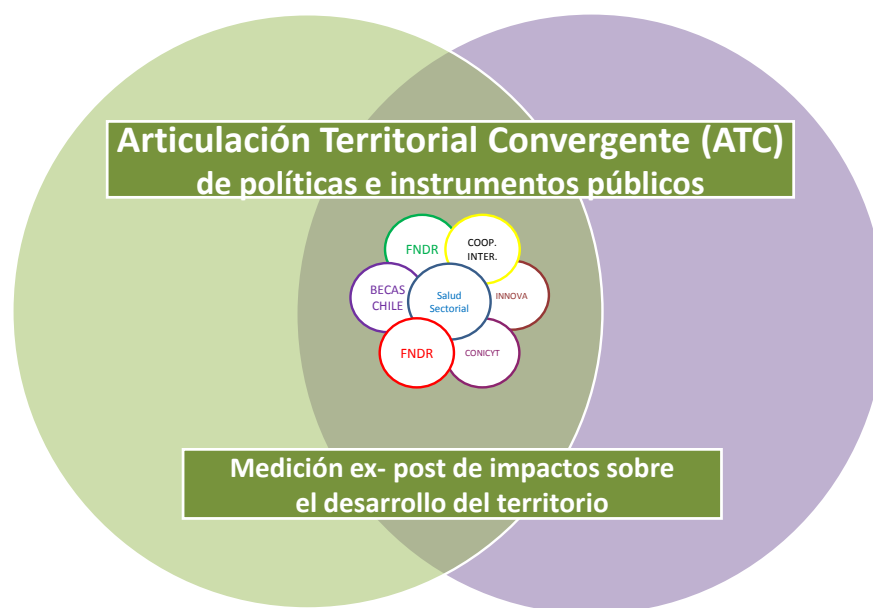 Articulación Territorial Convergente (ATC)
de políticas e instrumentos públicos
FNDR
COOP.
INTER.
BECAS
CHILE
Salud
Sectorial
INNOVA
FNDR
CONICYT
Medición ex- post de impactos sobre
el desarrollo del territorio